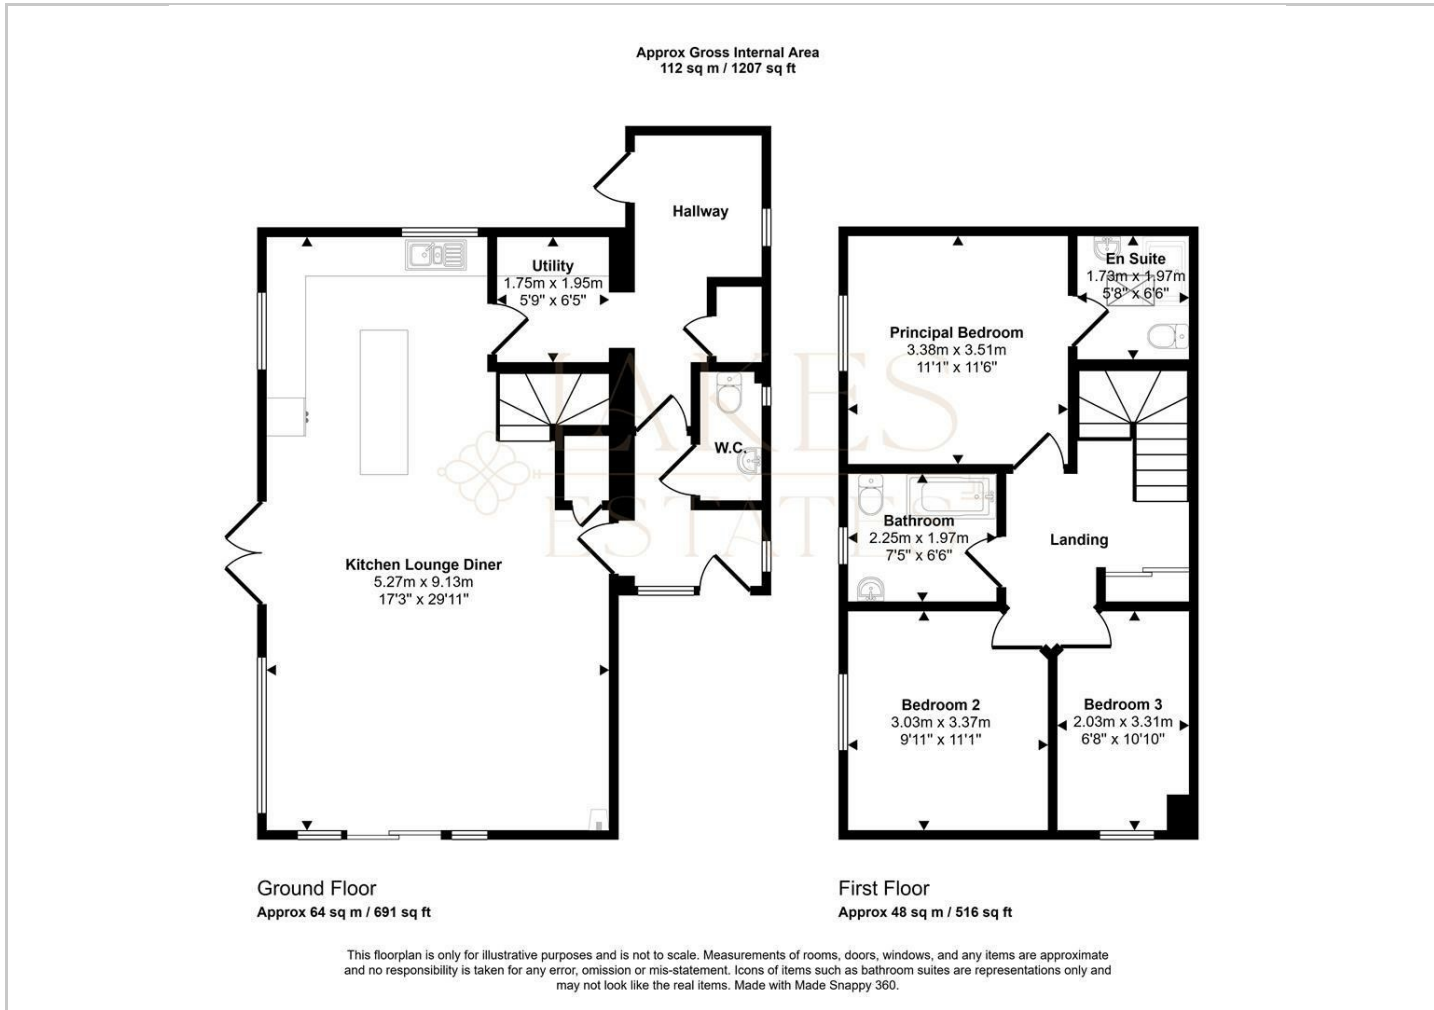 Approx Gross Internal Area
112 sq m / 1207 sq ft
Hallway
Utility
1.75m x 1.95m
5'9" x 6'5"
W.C.
Kitchen Lounge Diner
5.27m x 9.13m
17'3" x 29'11"
En Suite
1.73m x 1.97m
5'8" x 6'6"
Principal Bedroom
3.38m x 3.51m
11'1" x 11'6"
Bathroom
2.25m x 1.97m
7'5" x 6'6"
Landing
Bedroom 2
3.03m x 3.37m
9'11" x 11'1"
Bedroom 3
2.03m x 3.31m
6'8" x 10'10"
LAKES
ESTATES
Ground Floor
Approx 64 sq m / 691 sq ft
First Floor
Approx 48 sq m / 516 sq ft
This floorplan is only for illustrative purposes and is not to scale. Measurements of rooms, doors, windows, and any items are approximate
and no responsibility is taken for any error, omission or mis-statement. Icons of items such as bathroom suites are representations only and
may not look like the real items. Made with Made Snappy 360.